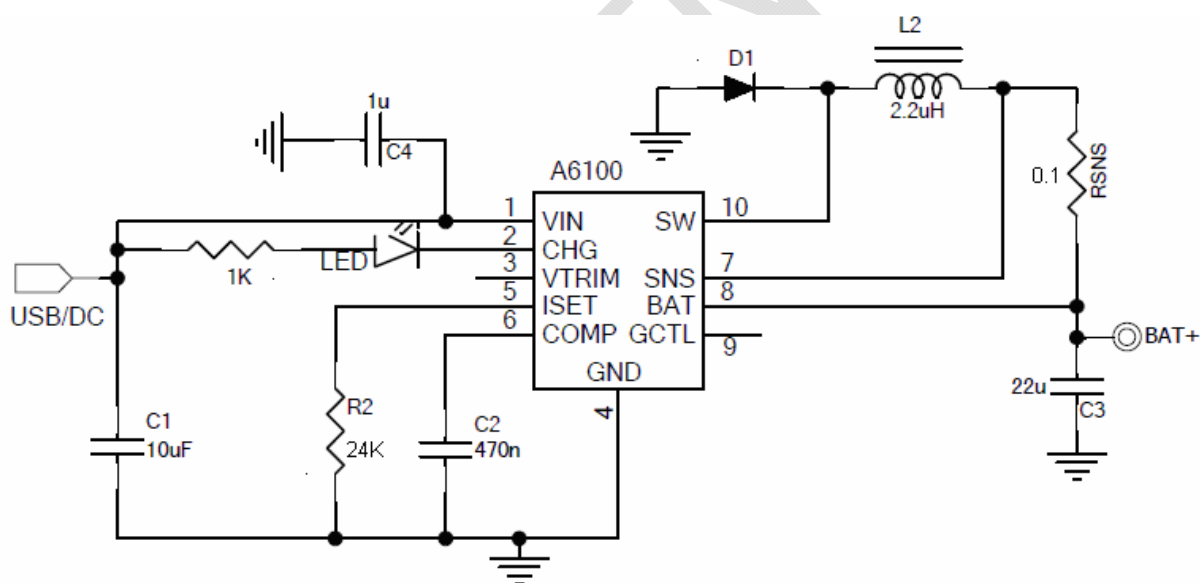 L2
D1
2.2uH
1u
C4
0.1
RSNS
A6100
1
VIN
SW
10
2
CHG
LED
1K
3
VTRIM
SNS
7
USB/DC
5
ISET
BAT
8
6
COMP
GCTL
9
BAT+
GND
4
22u
C3
R2
24K
C1
10uF
C2
470n